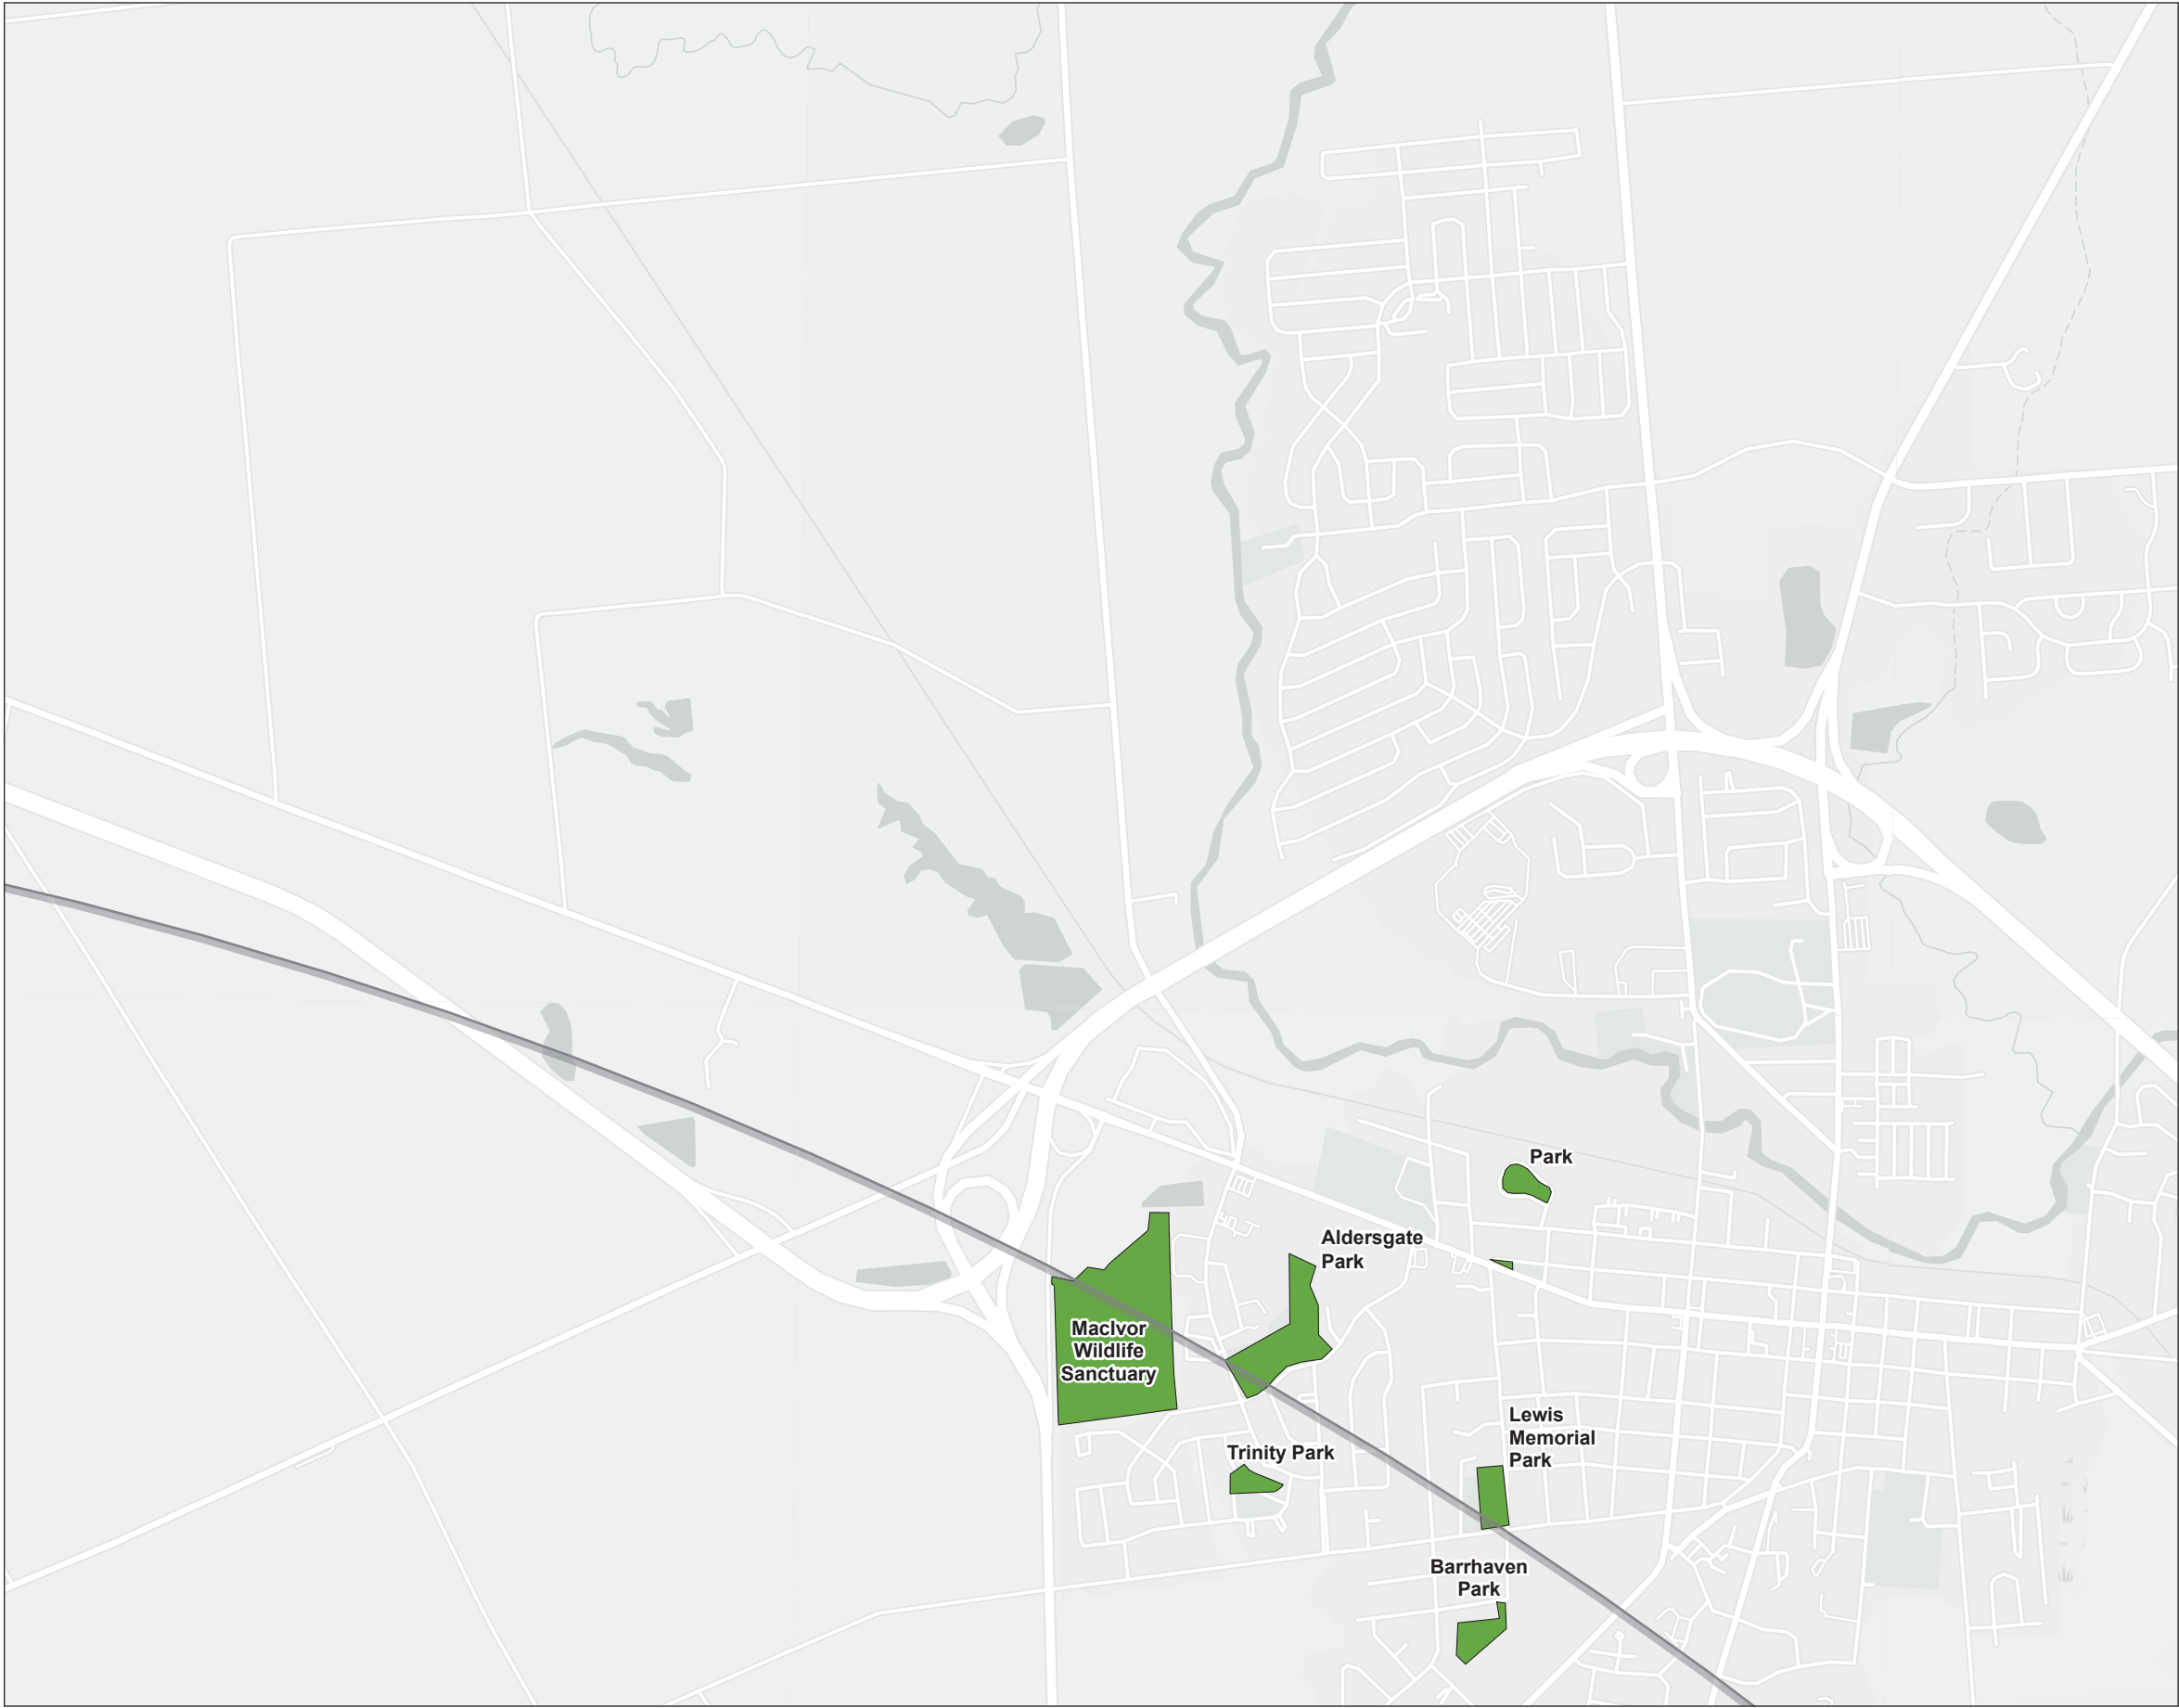 Park
Aldersgate
Park
MacIvor
Wildlife
Sanctuary
Lewis
Memorial
Park
Trinity Park
Barrhaven
Park